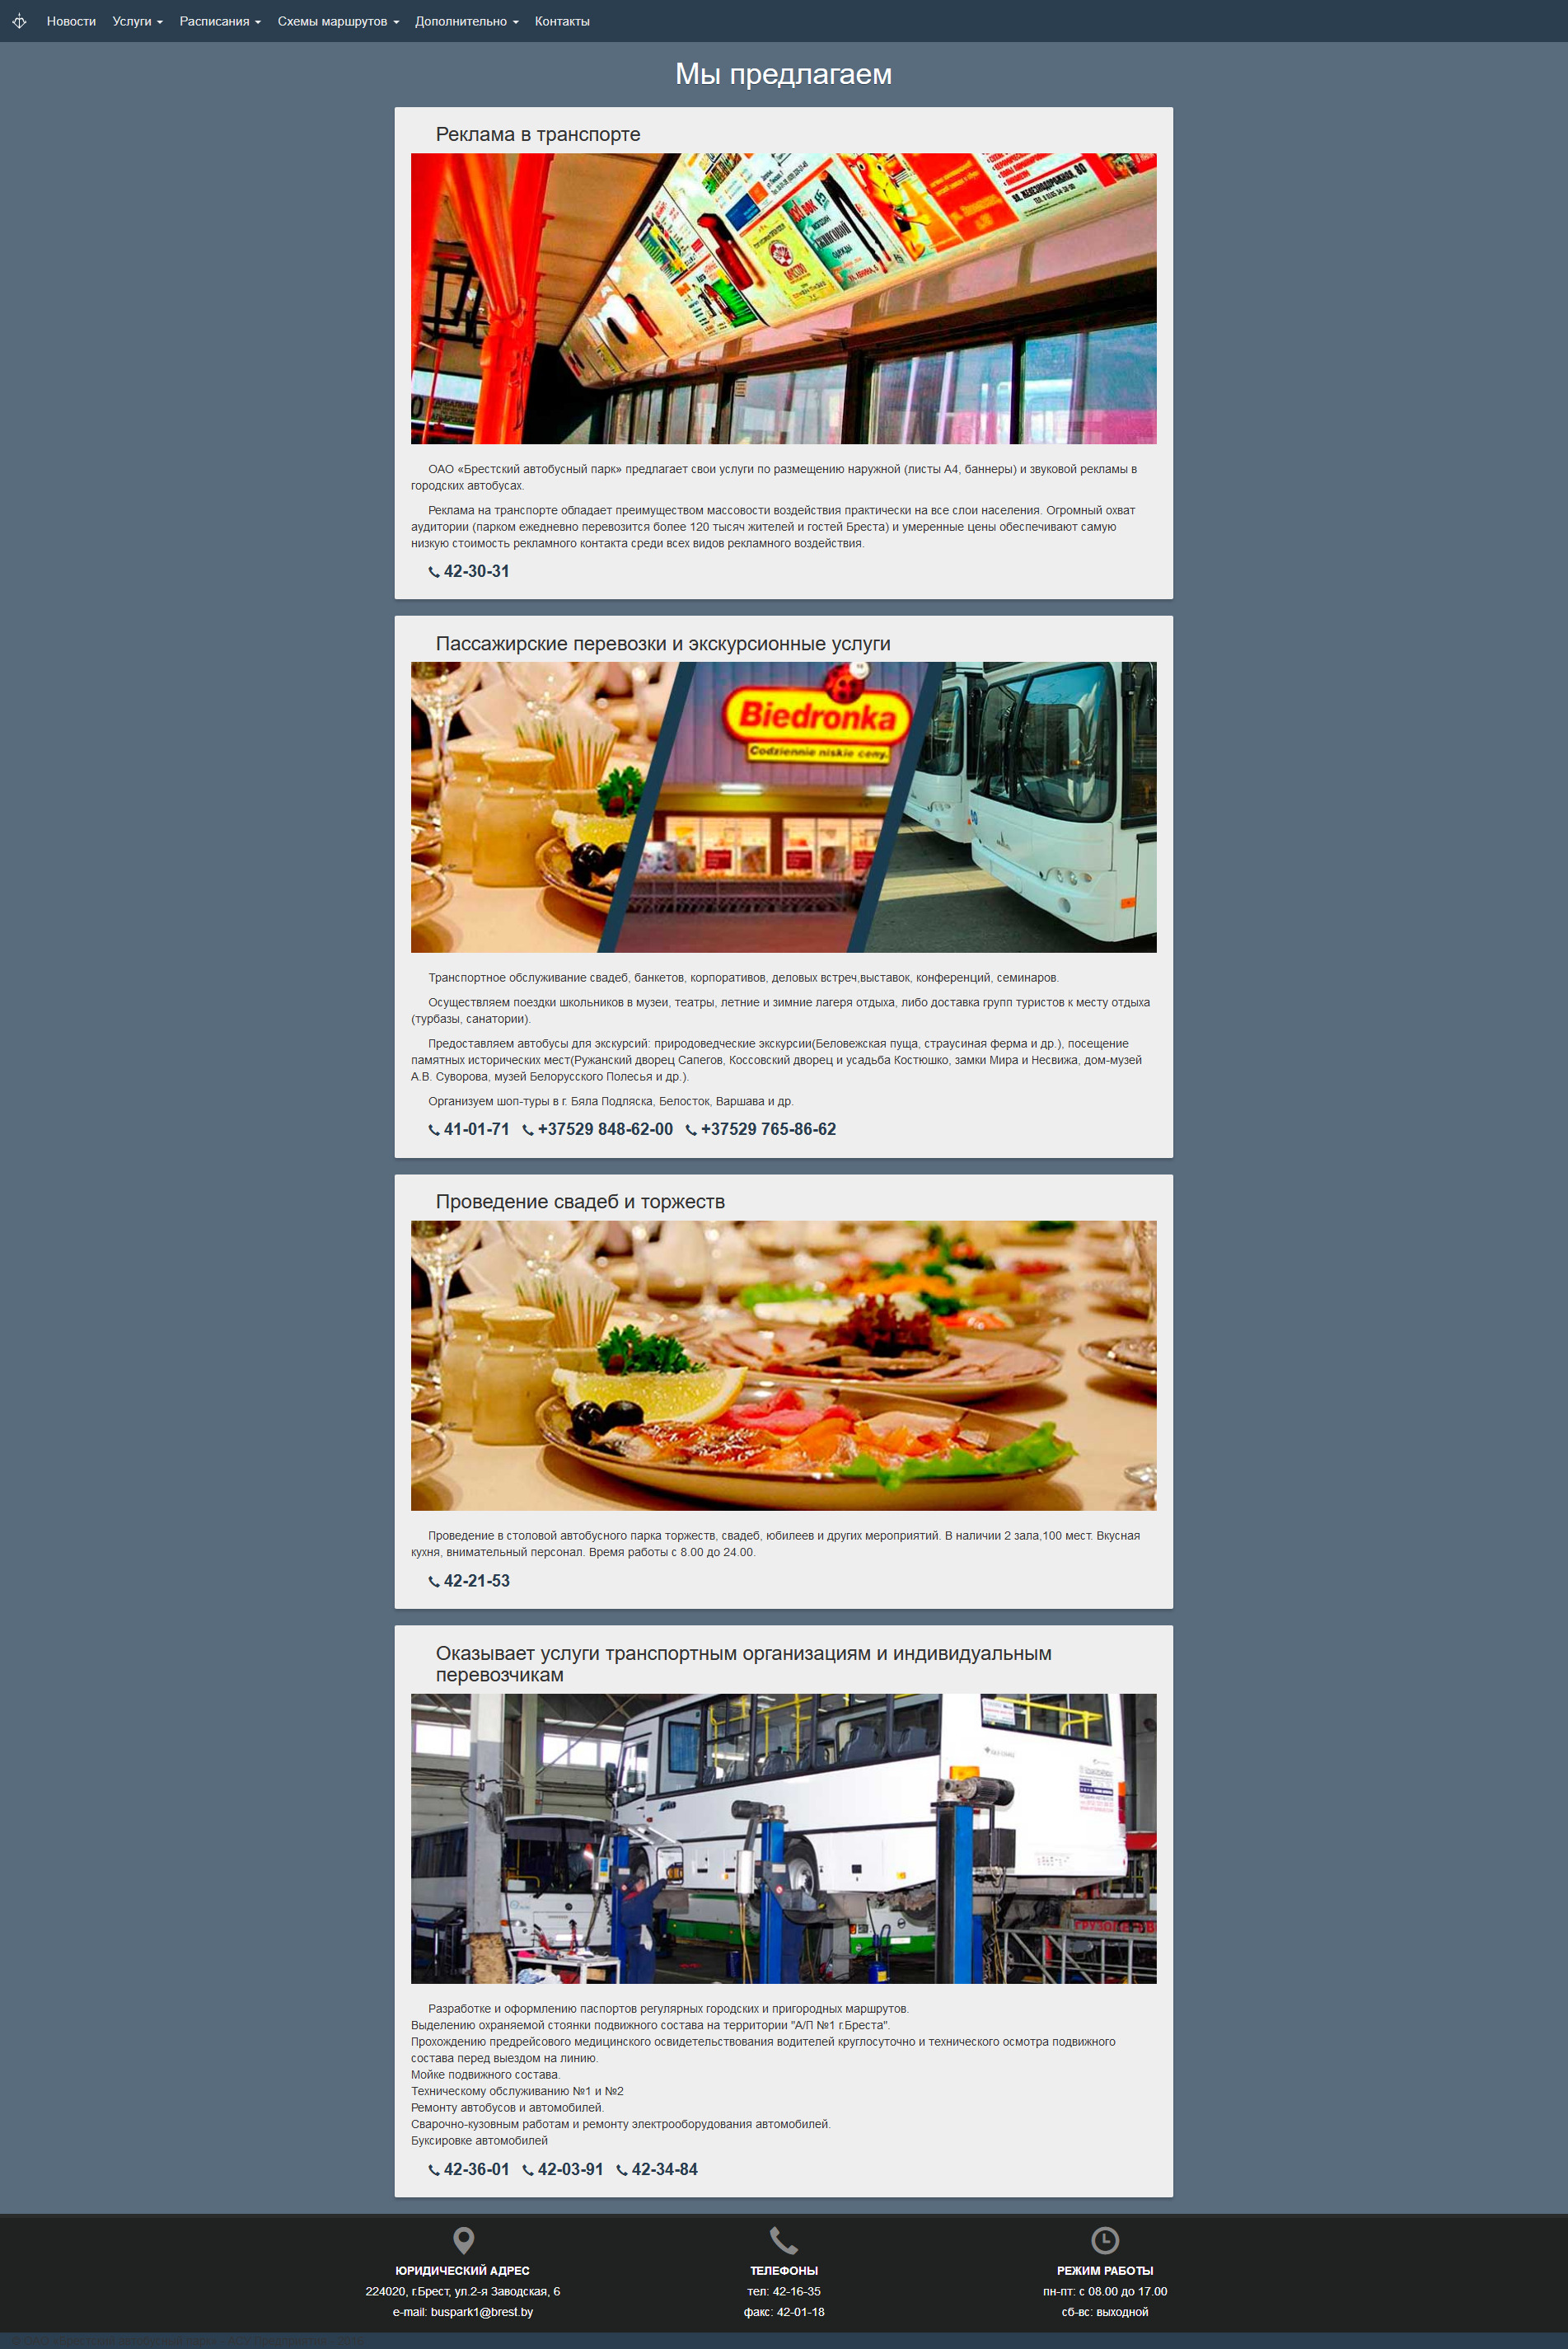 Новости Услуги Расписания Схемы маршрутов Дополнительно Контакты
Мы предлагаем
Реклама в транспорте
ОАО «Брестский автобусный парк» предлагает свои услуги по размещению наружной (листы А4, баннеры) и звуковой рекламы в
городских автобусах.
Реклама на транспорте обладает преимуществом массовости воздействия практически на все слои населения. Огромный охват
аудитории (парком ежедневно перевозится более 120 тысяч жителей и гостей Бреста) и умеренные цены обеспечивают самую
низкую стоимость рекламного контакта среди всех видов рекламного воздействия.
42-30-31
Пассажирские перевозки и экскурсионные услуги
Biedronka
Codziennie niskie ceny.
Транспортное обслуживание свадеб, банкетов, корпоративов, деловых встреч,выставок, конференций, семинаров.
Осуществляем поездки школьников в музеи, театры, летние и зимние лагеря отдыха, либо доставка групп туристов к месту отдыха
(турбазы, санатории).
Предоставляем автобусы для экскурсий: природоведческие экскурсии(Беловежская пуща, страусиная ферма и др.), посещение
памятных исторических мест(Ружанский дворец Сапегов, Коссовский дворец и усадьба Костюшко, замки Мира и Несвижа, дом-музей
А.В. Суворова, музей Белорусского Полесья и др.).
Организуем шоп-туры в г. Бяла Подляска, Белосток, Варшава и др.
41-01-71 +37529 848-62-00 +37529 765-86-62
Проведение свадеб и торжеств
Проведение в столовой автобусного парка торжеств, свадеб, юбилеев и других мероприятий. В наличии 2 зала,100 мест. Вкусная
кухня, внимательный персонал. Время работы с 8.00 до 24.00.
42-21-53
Оказывает услуги транспортным организациям и индивидуальным
перевозчикам
Разработке и оформлению паспортов регулярных городских и пригородных маршрутов.
Выделению охраняемой стоянки подвижного состава на территории "А/П №1 г.Бреста".
Прохождению предрейсового медицинского освидетельствования водителей круглосуточно и технического осмотра подвижного
состава перед выездом на линию.
Мойке подвижного состава.
Техническому обслуживанию №1 и №2
Ремонту автобусов и автомобилей.
Сварочно-кузовным работам и ремонту электрооборудования автомобилей.
Буксировке автомобилей
42-36-01 42-03-91 42-34-84
ЮРИДИЧЕСКИЙ АДРЕС
224020, г.Брест, ул.2-я Заводская, 6
e-mail: buspark1@brest.by
ТЕЛЕФОНЫ
тел: 42-16-35
факс: 42-01-18
РЕЖИМ РАБОТЫ
пн-пт: с 08.00 до 17.00
сб-вс: выходной